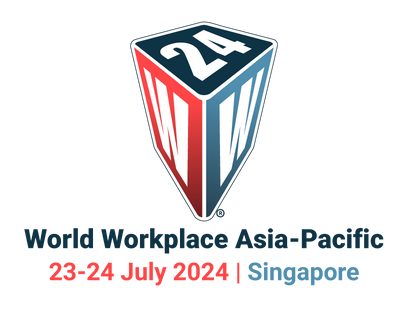 24
W W
®
World Workplace Asia-Pacific
23-24 July 2024 | Singapore